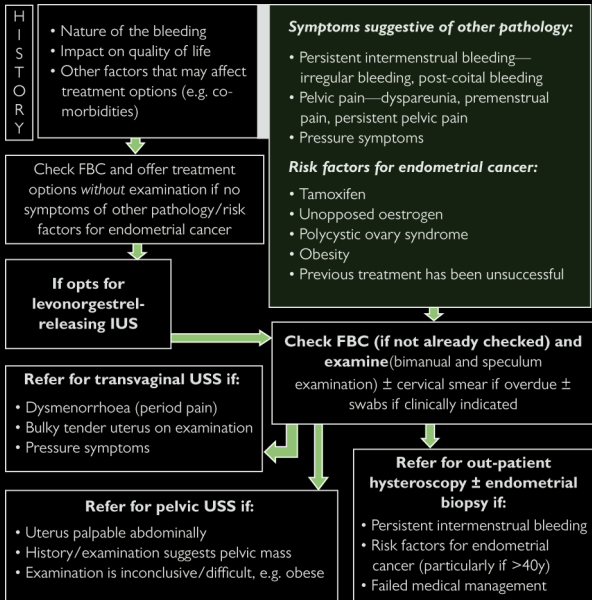 HISTORY
• Nature of the bleeding
• Impact on quality of life
• Other factors that may affect
treatment options (e.g. co-
morbidities)
Symptoms suggestive of other pathology:
• Persistent intermenstrual bleeding—
irregular bleeding, post-coital bleeding
• Pelvic pain—dyspareunia, premenstrual
pain, persistent pelvic pain
• Pressure symptoms
Risk factors for endometrial cancer:
• Tamoxifen
• Unopposed oestrogen
• Polycystic ovary syndrome
• Obesity
• Previous treatment has been unsuccessful
Check FBC and offer treatment
options without examination if no
symptoms of other pathology/risk
factors for endometrial cancer
If opts for
levonorgestrel-
releasing IUS
Check FBC (if not already checked) and
examine(bimanual and speculum
examination) ± cervical smear if overdue ±
swabs if clinically indicated
Refer for transvaginal USS if:
• Dysmenorrhoea (period pain)
• Bulky tender uterus on examination
• Pressure symptoms
Refer for pelvic USS if:
• Uterus palpable abdominally
• History/examination suggests pelvic mass
• Examination is inconclusive/difficult, e.g. obese
Refer for out-patient
hysteroscopy ± endometrial
biopsy if:
• Persistent intermenstrual bleeding
• Risk factors for endometrial
cancer (particularly if >40y)
• Failed medical management